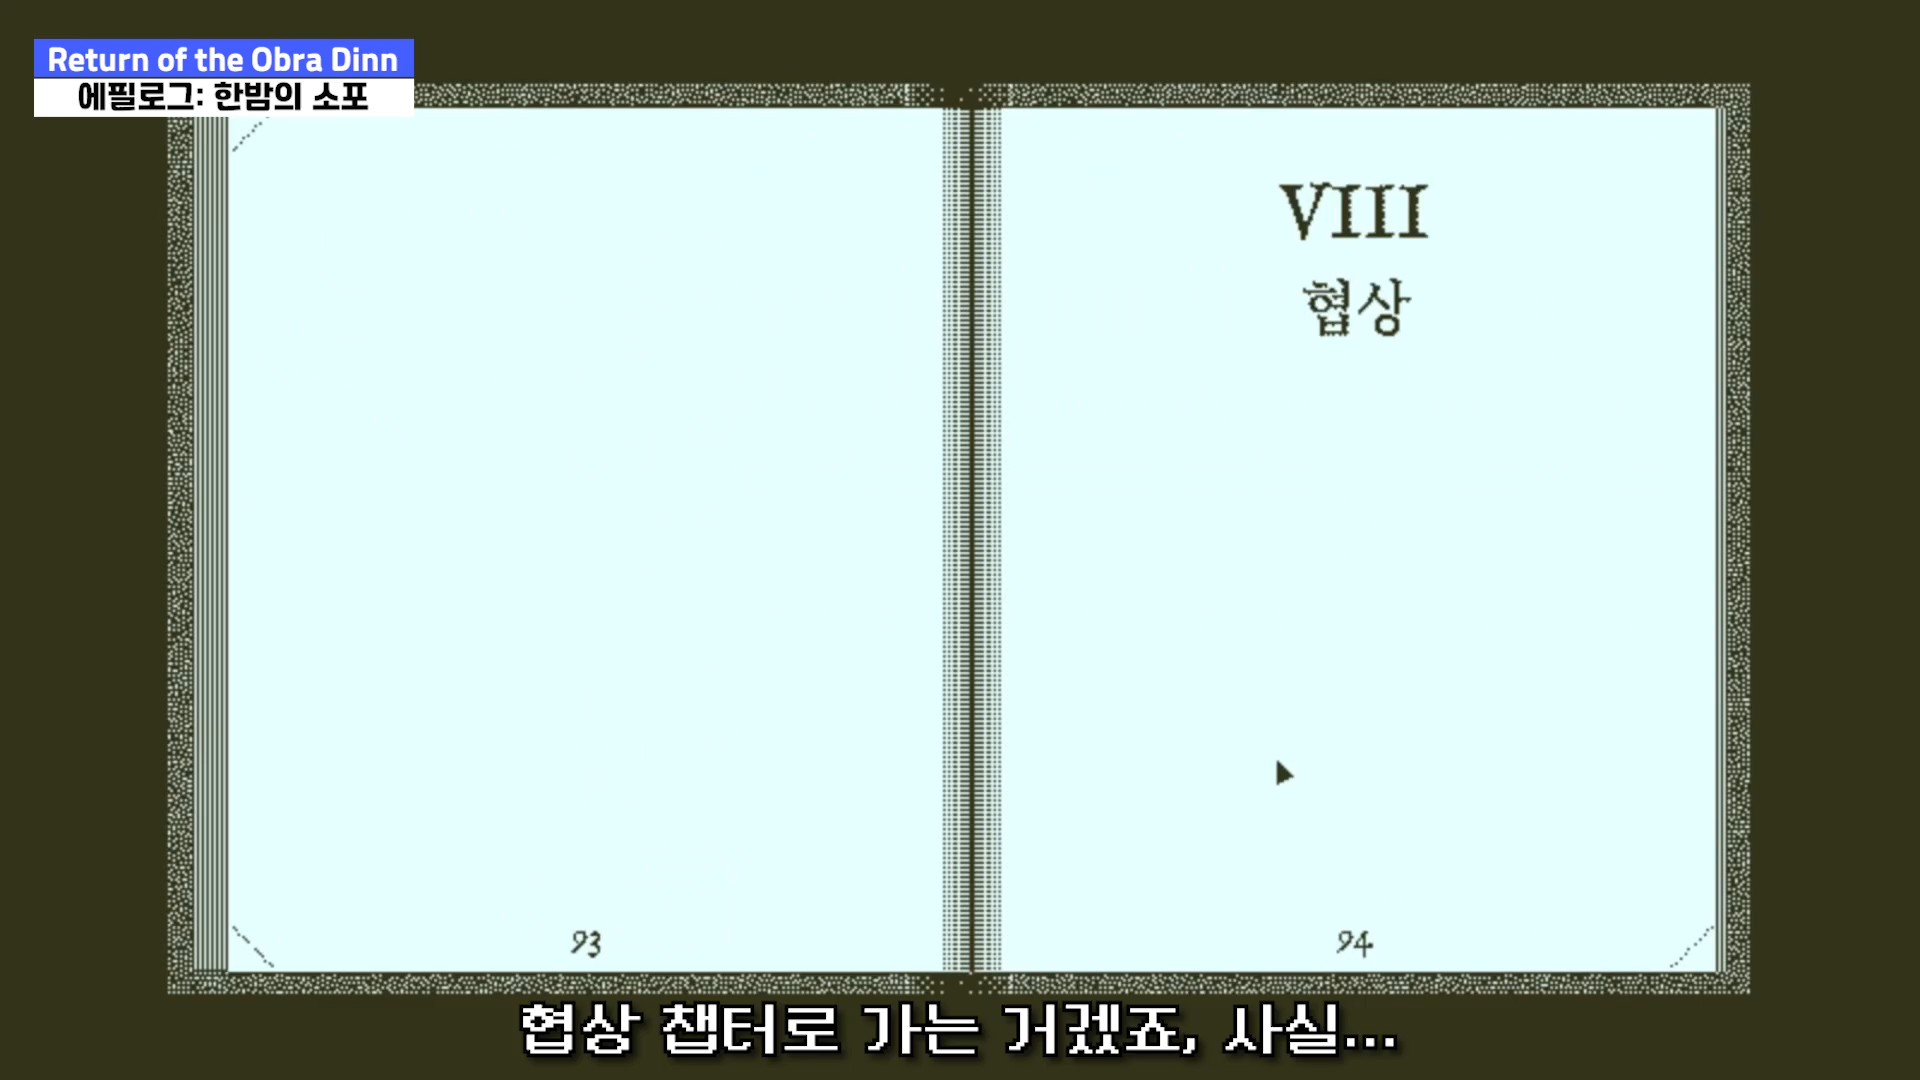 Return of the Obra Dinn
에필로그: 한밤의 소포
VIII
협상
93
94
협상 챕터로 가는 거겠죠, 사실...